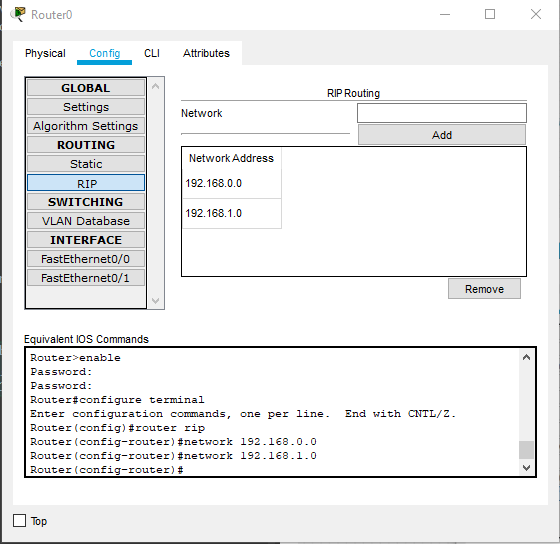 Router0
Physical Config CLI Attributes
GLOBAL
Settings
Algorithm Settings
ROUTING
Static
RIP
SWITCHING
VLAN Database
INTERFACE
FastEthernet0/0
FastEthernet0/1
RIP Routing
Network
Add
Network Address
192.168.0.0
192.168.1.0
Remove
Equivalent IOS Commands
Router>enable
Password:
Password:
Router#configure terminal
Enter configuration commands, one per line.  End with CNTL/Z.
Router(config)#router rip
Router(config-router)#network 192.168.0.0
Router(config-router)#network 192.168.1.0
Router(config-router)#
Top